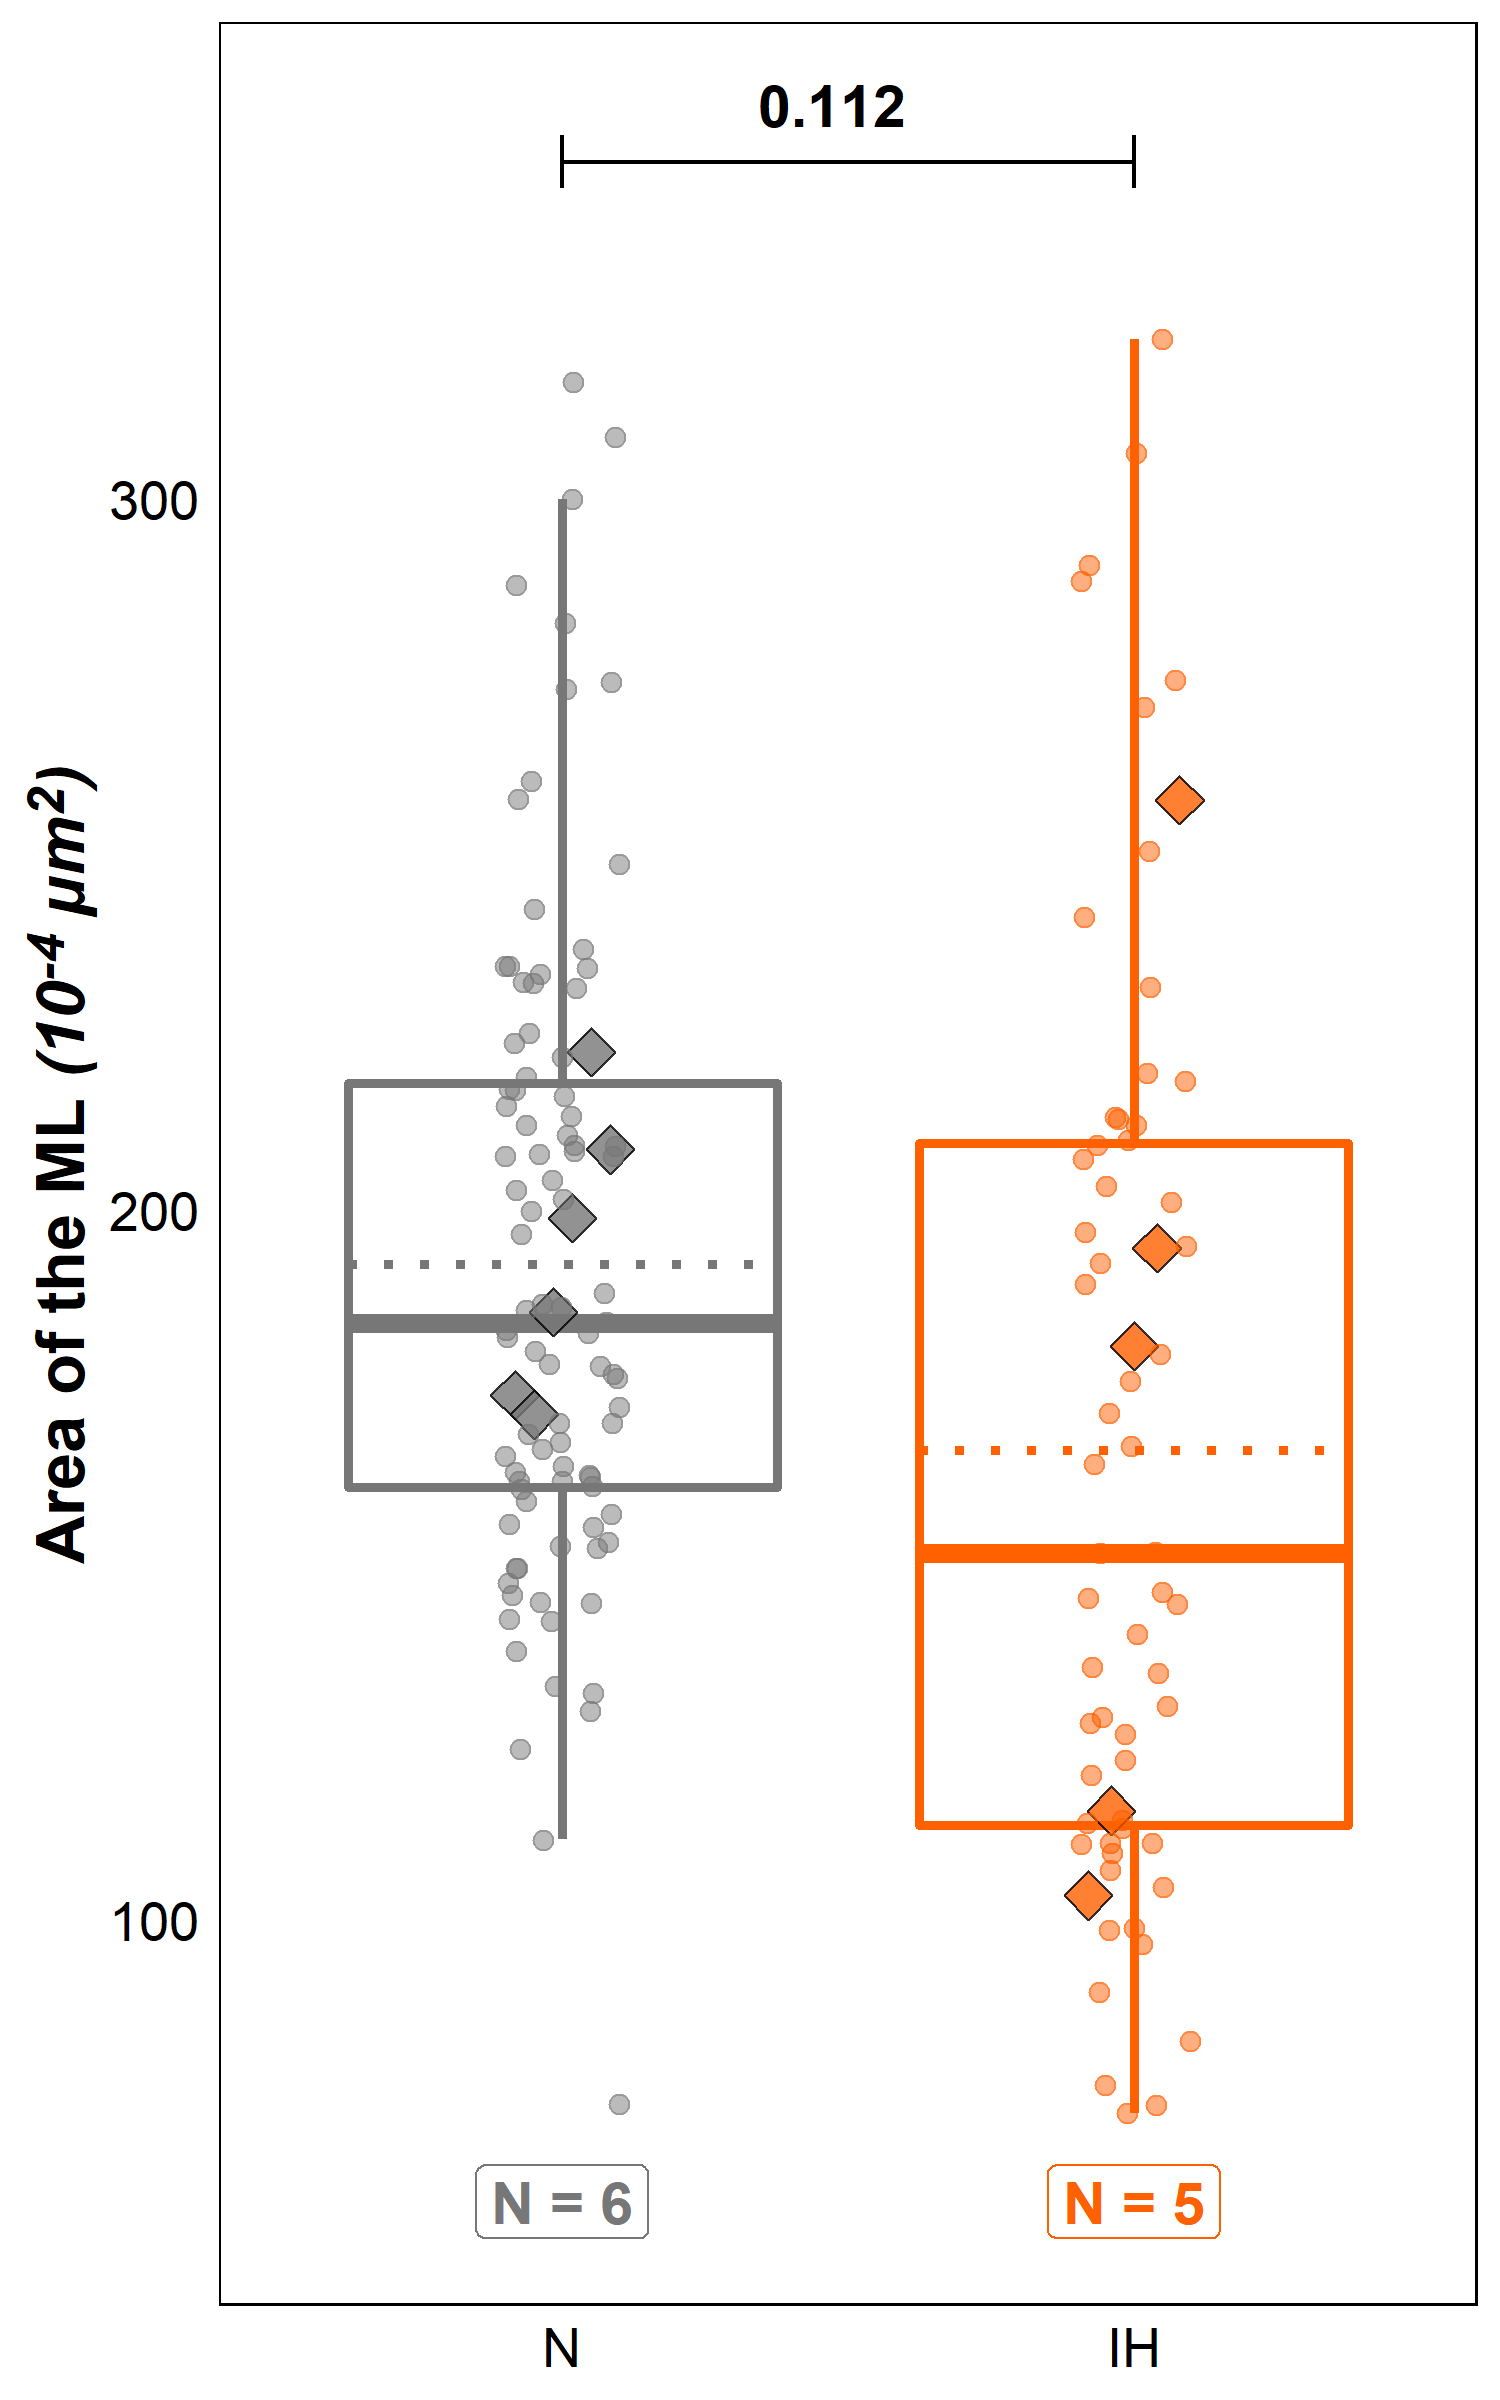 0.112
Area of the ML (10⁻⁴ µm²)
300
200
100
N = 6
N = 5
N
IH